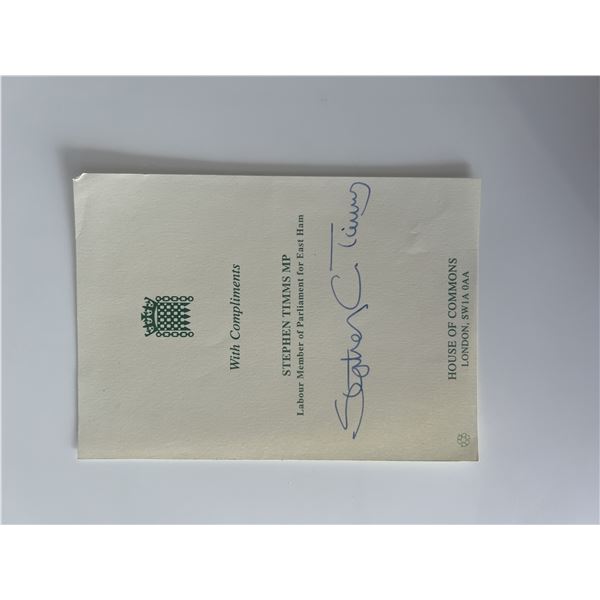 With Compliments
STEPHEN TIMMS MP
Labour Member of Parliament for East Ham
Stephen C. Timms
HOUSE OF COMMONS
LONDON, SW1A 0AA